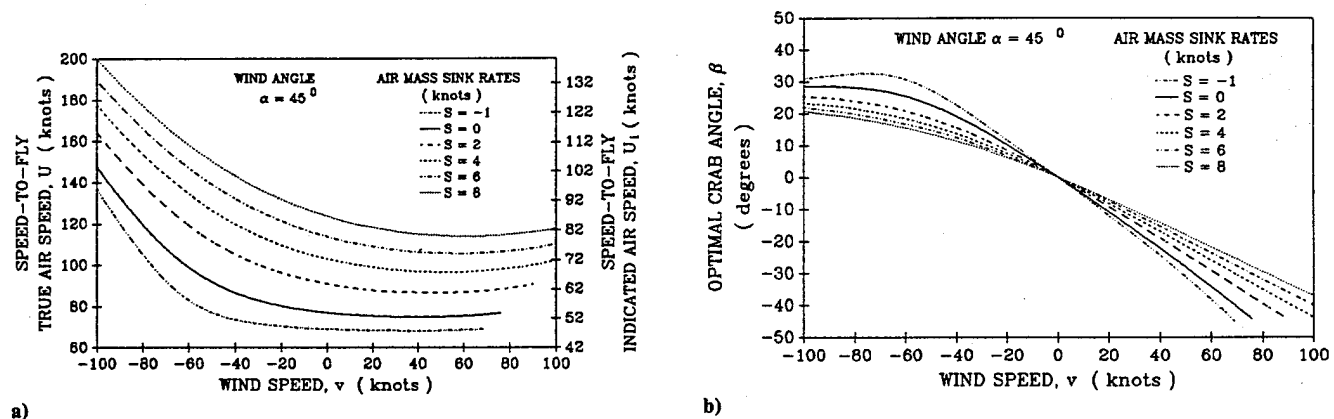 SPEED-TO-FLY
TRUE AIR SPEED, U ( knots )
200
180
160
140
120
100
80
60
WIND ANGLE
α = 45 0
AIR MASS SINK RATES
( knots )
S = -1
S = 0
S = 2
S = 4
S = 6
S = 8
132
122
112
102
92
82
72
62
52
42
SPEED-TO-FLY
INDICATED AIR SPEED, Ui ( knots )
-100 -80 -60 -40 -20 0 20 40 60 80 100
WIND SPEED, v ( knots )
a)
OPTIMAL CRAB ANGLE, β
( degrees )
50
40
30
20
10
0
-10
-20
-30
-40
-50
WIND ANGLE α = 45 0
AIR MASS SINK RATES
( knots )
S = -1
S = 0
S = 2
S = 4
S = 6
S = 8
-100 -80 -60 -40 -20 0 20 40 60 80 100
WIND SPEED, v ( knots )
b)